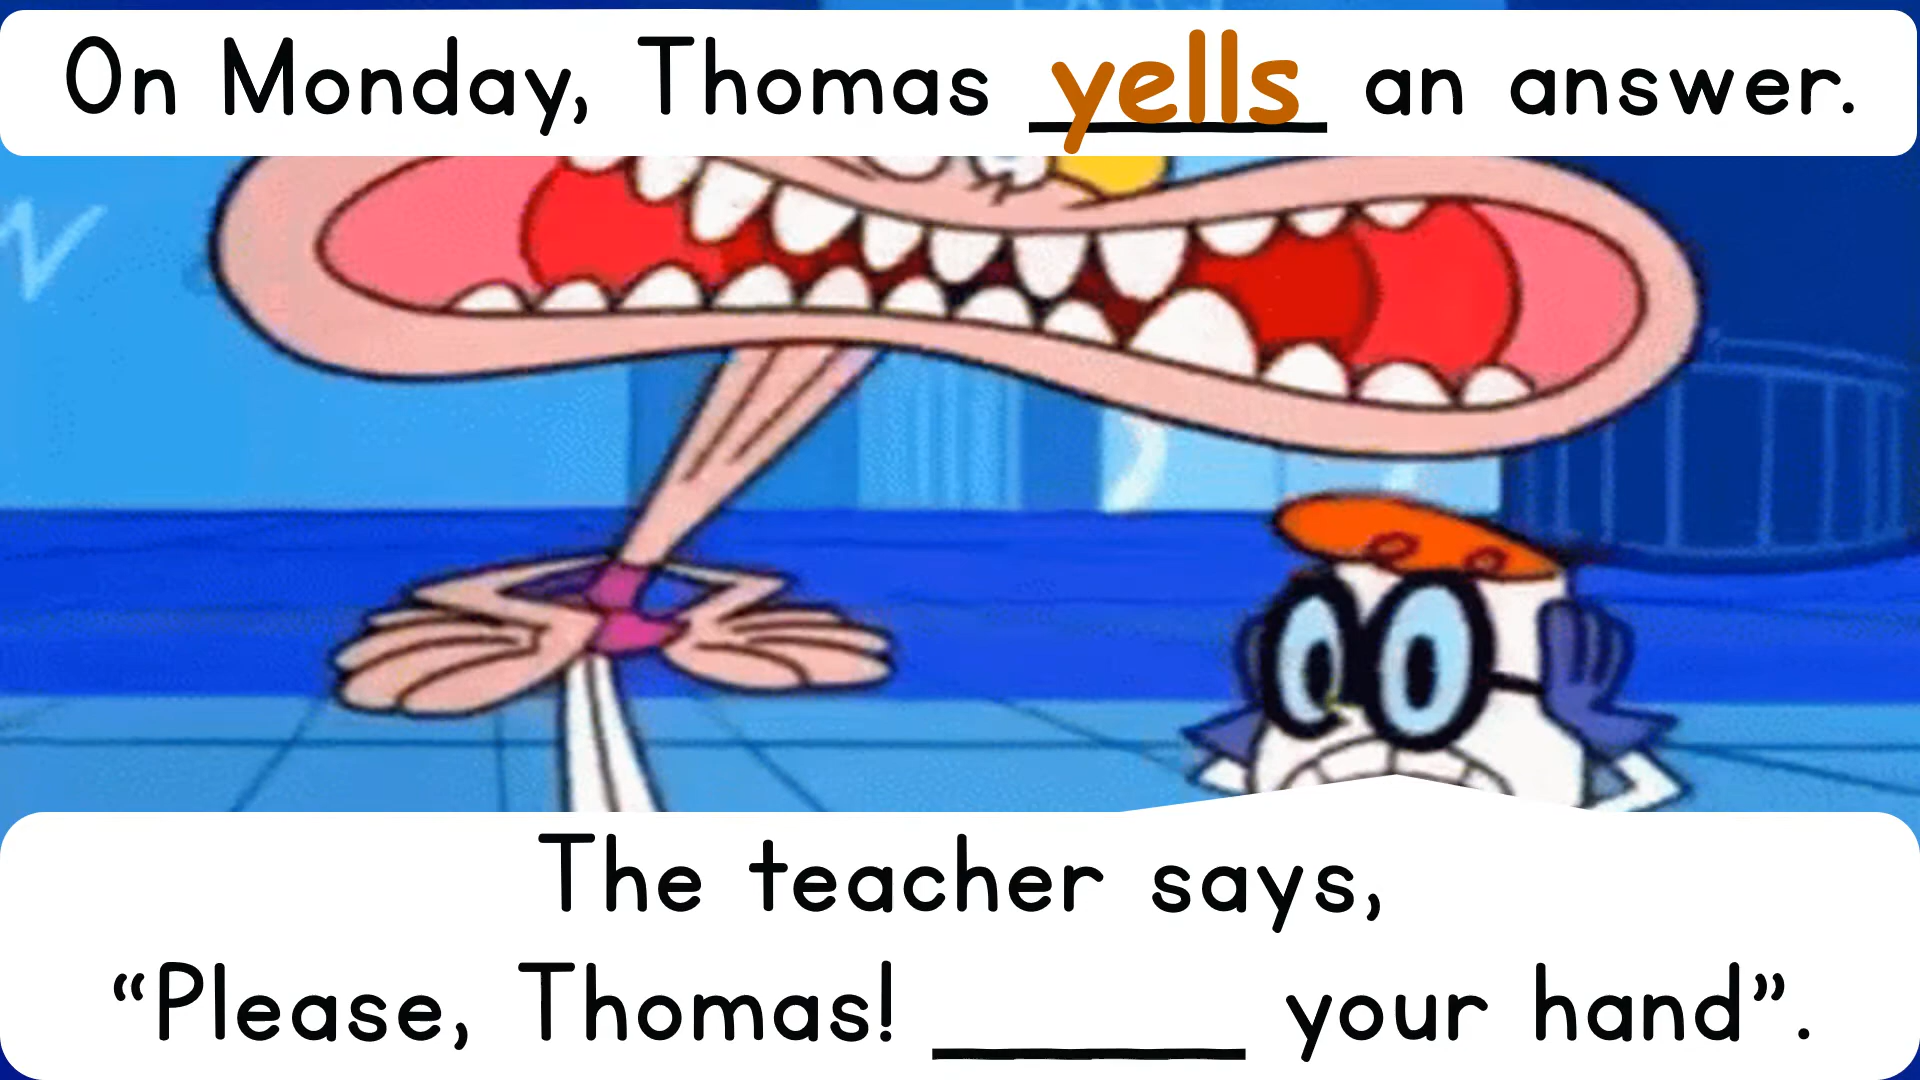 On Monday, Thomas yells an answer.
The teacher says,
“Please, Thomas! ______ your hand”.